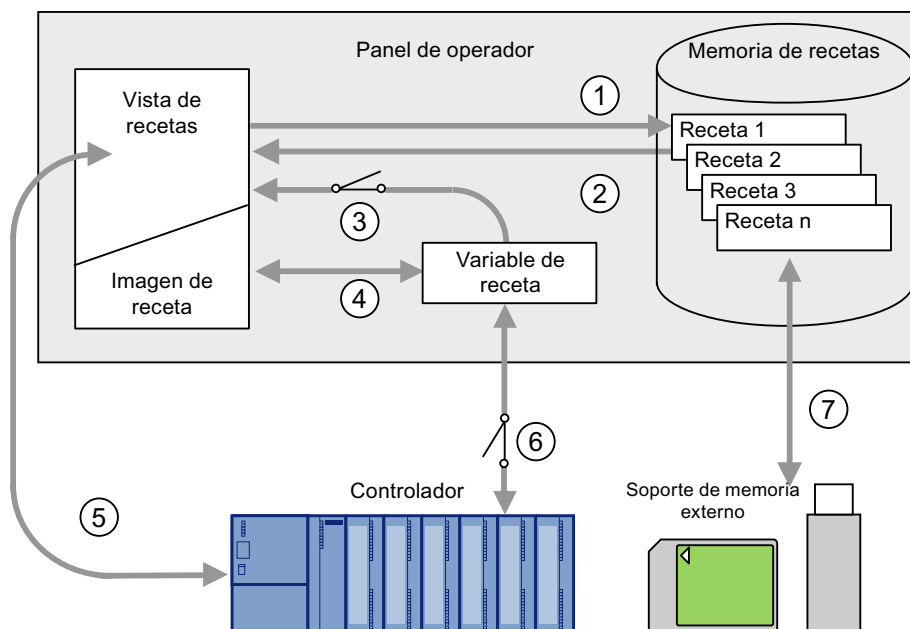 Panel de operador
Memoria de recetas
Vista de
recetas
1
Receta 1
Receta 2
2
Receta 3
3
Receta n
Imagen de
receta
4
Variable de
receta
7
6
Controlador
Soporte de memoria
externo
5